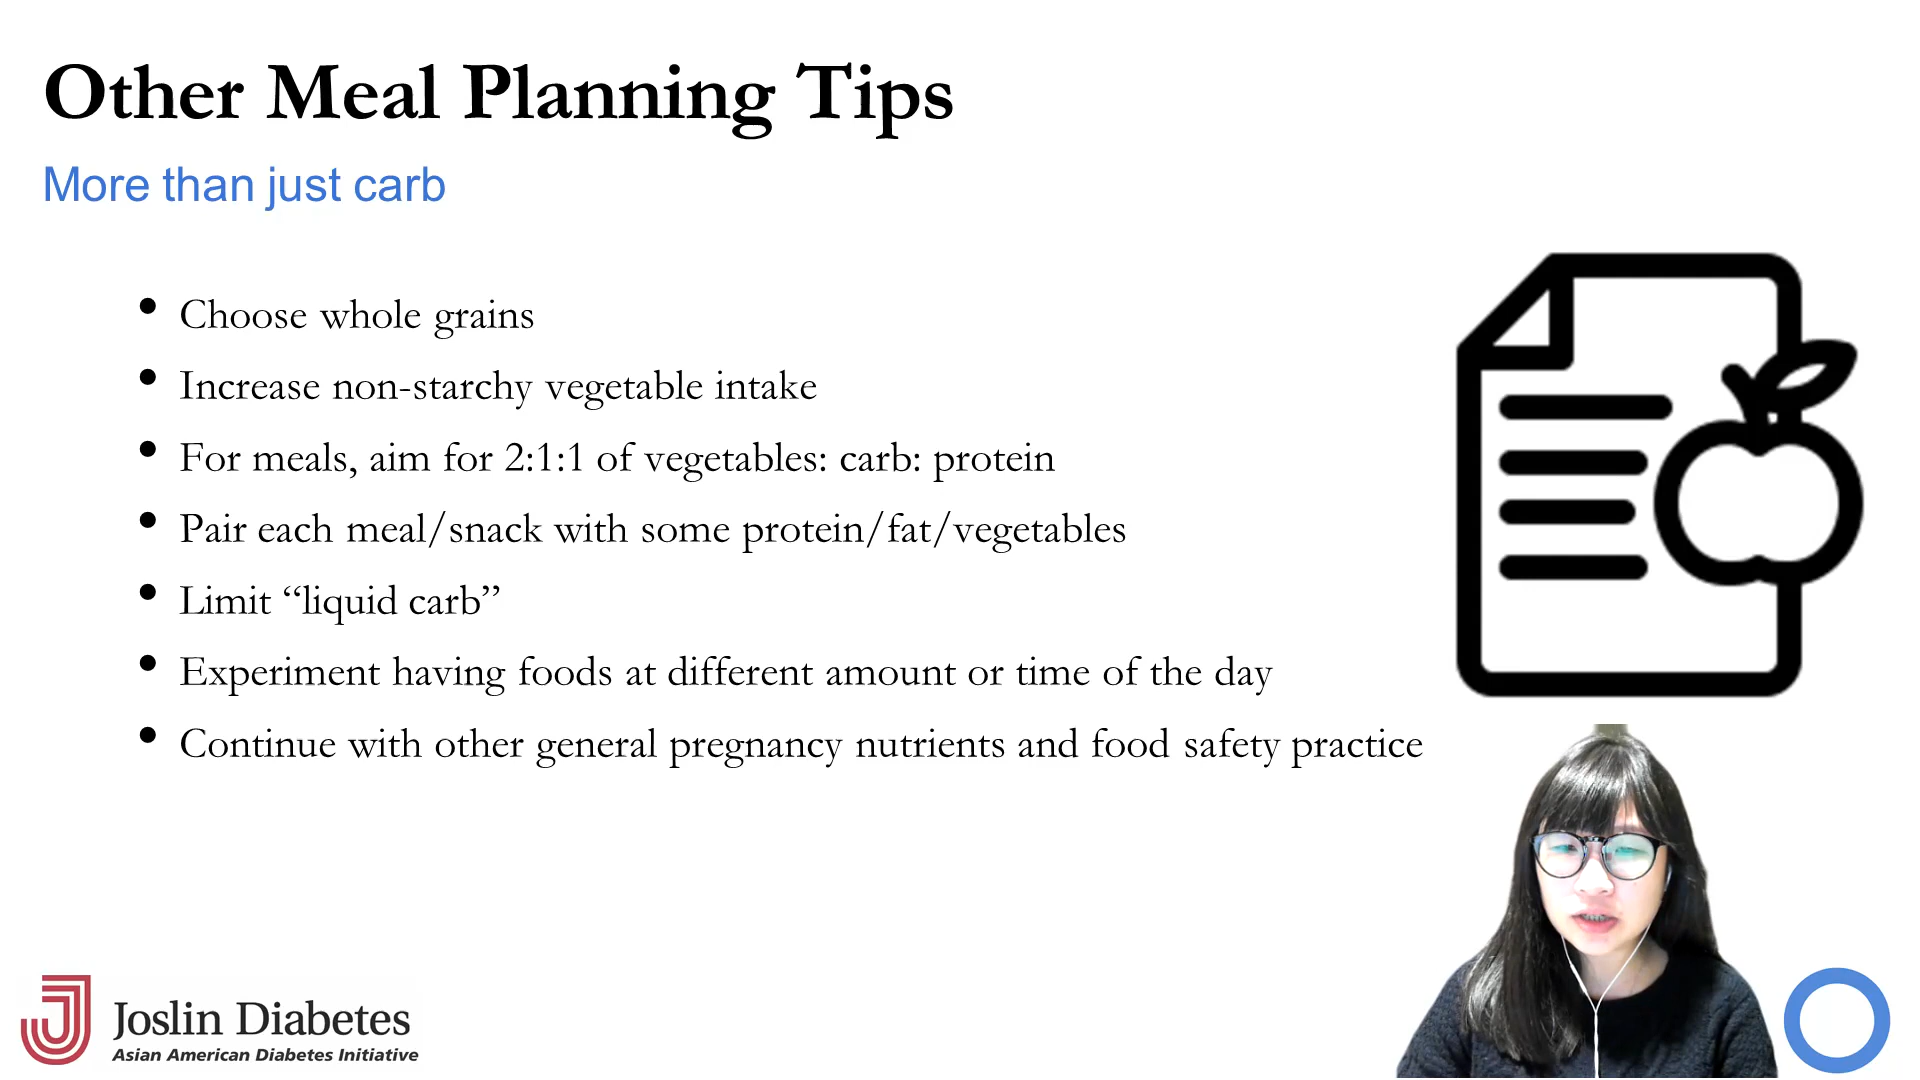 Other Meal Planning Tips
More than just carb
• Choose whole grains
• Increase non-starchy vegetable intake
• For meals, aim for 2:1:1 of vegetables: carb: protein
• Pair each meal/snack with some protein/fat/vegetables
• Limit “liquid carb”
• Experiment having foods at different amount or time of the day
• Continue with other general pregnancy nutrients and food safety practice
Joslin Diabetes
Asian American Diabetes Initiative